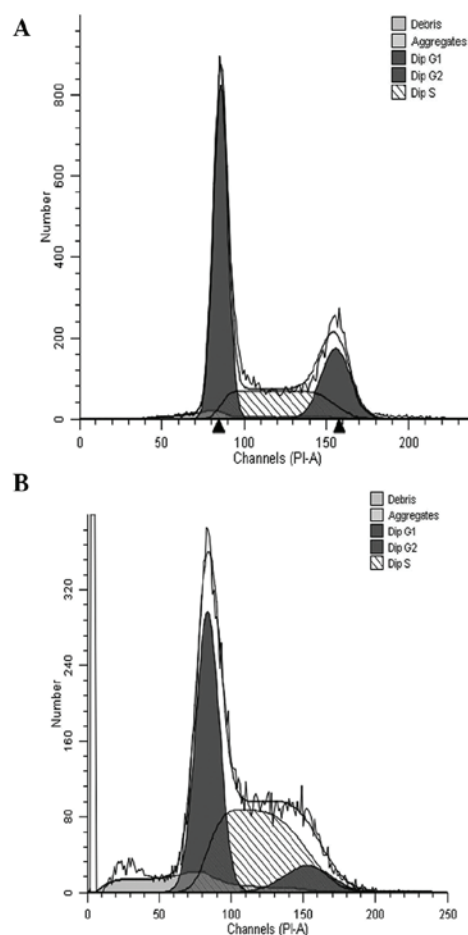 A
Debris
Aggregates
Dip G1
Dip G2
Dip S
Number
800
600
400
200
0
0 50 100 150 200
Channels (PI-A)
B
Debris
Aggregates
Dip G1
Dip G2
Dip S
Number
320
240
160
80
0
0 50 100 150 200 250
Channels (PI-A)